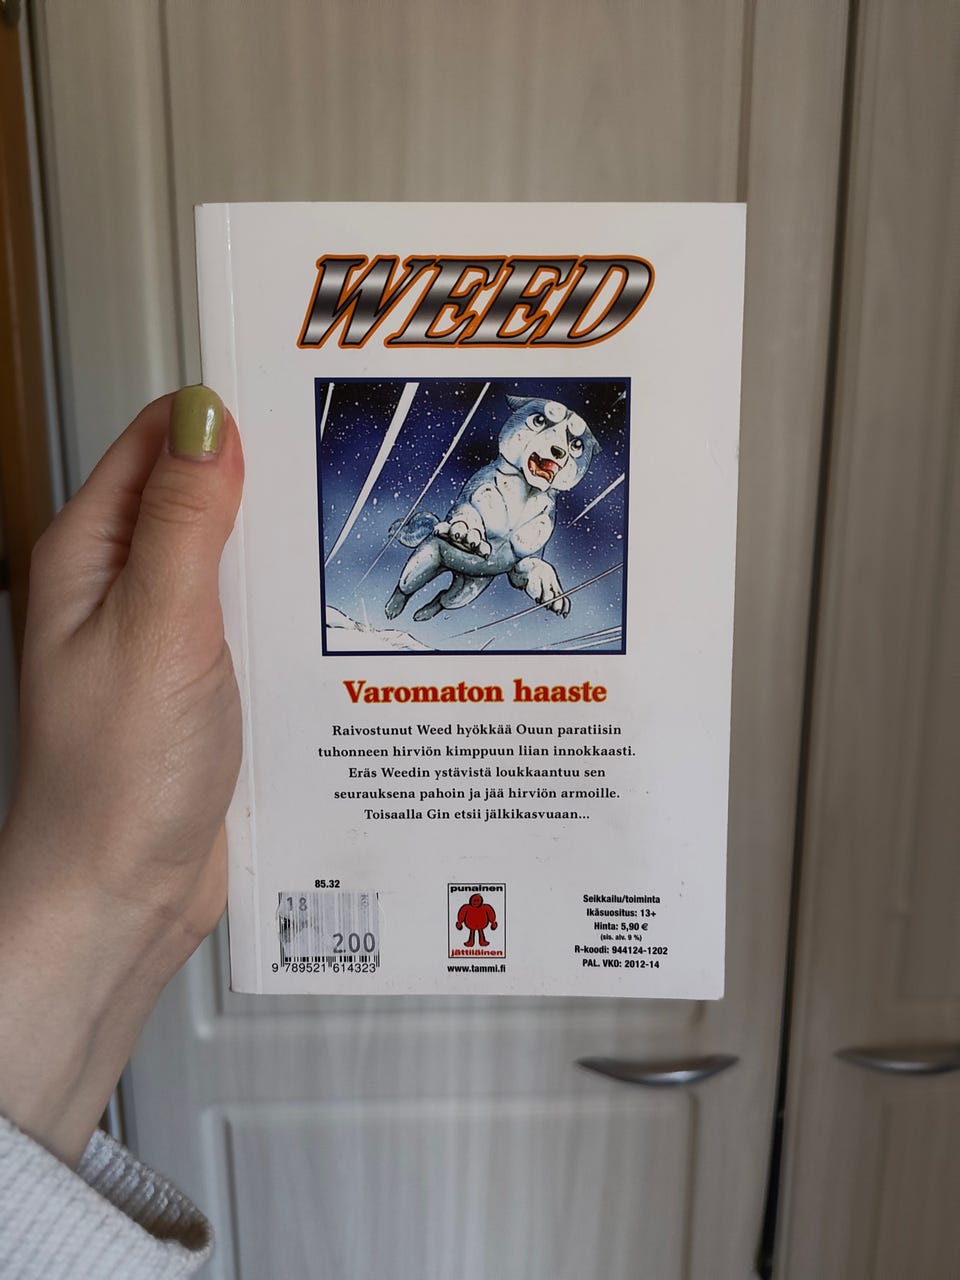 WEED
Varomaton haaste
Raivostunut Weed hyökkää Ouun paratiisin
tuhonneen hirviön kimppuun liian innokkaasti.
Eräs Weedin ystävistä loukkaantuu sen
seurauksena pahoin ja jää hirviön armoille.
Toisaalla Gin etsii jälkikasvuaan...
85.32
18
200
9 789521 614323
punainen
jättiläinen
www.tammi.fi
Seikkailu/toiminta
Ikäsuositus: 13+
Hinta: 5,90 €
(sis. alv. 9 %)
R-koodi: 944124-1202
PAL. VKO: 2012-14